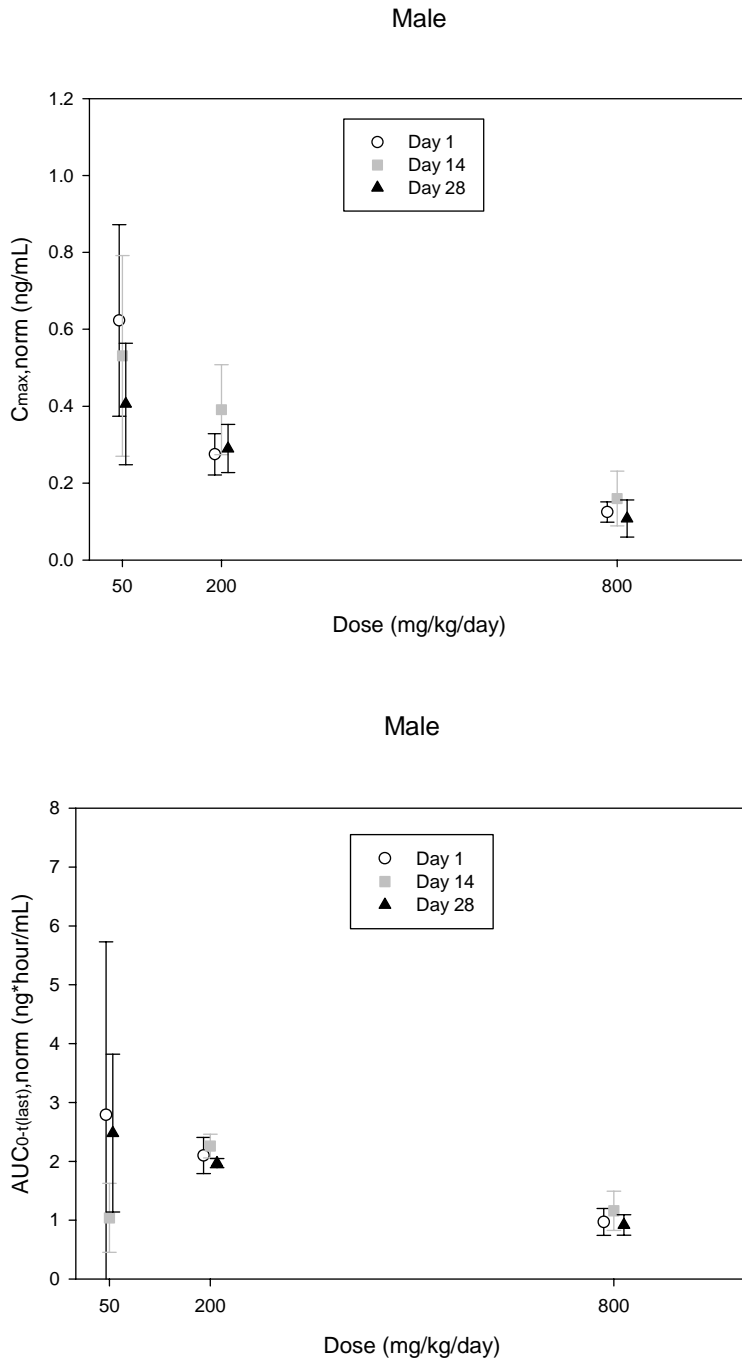 Male
1.2
1.0
0.8
0.6
0.4
0.2
0.0
Cmax,norm (ng/mL)
Day 1
Day 14
Day 28
50 200 800
Dose (mg/kg/day)
Male
8
7
6
5
4
3
2
1
0
AUC0-t(last),norm (ng*hour/mL)
Day 1
Day 14
Day 28
50 200 800
Dose (mg/kg/day)